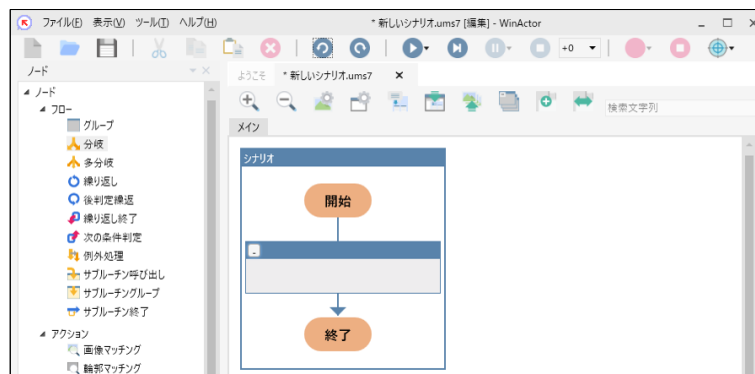 ファイル(F) 表示(V) ツール(T) ヘルプ(H) * 新しいシナリオ.ums7 [編集] - WinActor
+0
ノード
ようこそ * 新しいシナリオ.ums7
ノード
フロー
グループ
分岐
多分岐
繰り返し
後判定繰返
繰り返し終了
次の条件判定
例外処理
サブルーチン呼び出し
サブルーチングループ
サブルーチン終了
アクション
画像マッチング
輪郭マッチング
検索文字列
メイン
シナリオ
開始
終了